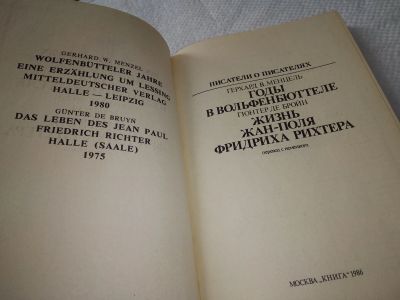 GERHARD W. MENZEL
WOLFENBÜTTELER JAHRE
EINE ERZÄHLUNG UM LESSING
MITTELDEUTSCHER VERLAG
HALLE — LEIPZIG
1980
GÜNTER DE BRUYN
DAS LEBEN DES JEAN PAUL
FRIEDRICH RICHTER
HALLE (SAALE)
1975
ПИСАТЕЛИ О ПИСАТЕЛЯХ
ГЕРХАРД В. МЕНЦЕЛЬ
ГОДЫ
В ВОЛЬФЕНБЮТТЕЛЕ
ГЮНТЕР ДЕ БРОЙН
ЖИЗНЬ
ЖАН-ПОЛЯ
ФРИДРИХА РИХТЕРА
перевод с немецкого
МОСКВА „КНИГА” 1986